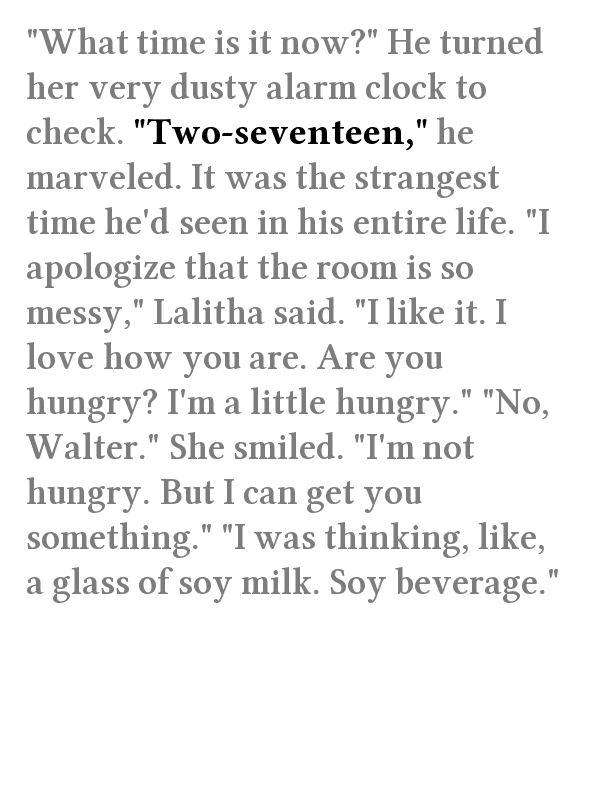 "What time is it now?" He turned
her very dusty alarm clock to
check. "Two-seventeen," he
marveled. It was the strangest
time he'd seen in his entire life. "I
apologize that the room is so
messy," Lalitha said. "I like it. I
love how you are. Are you
hungry? I'm a little hungry." "No,
Walter." She smiled. "I'm not
hungry. But I can get you
something." "I was thinking, like,
a glass of soy milk. Soy beverage."